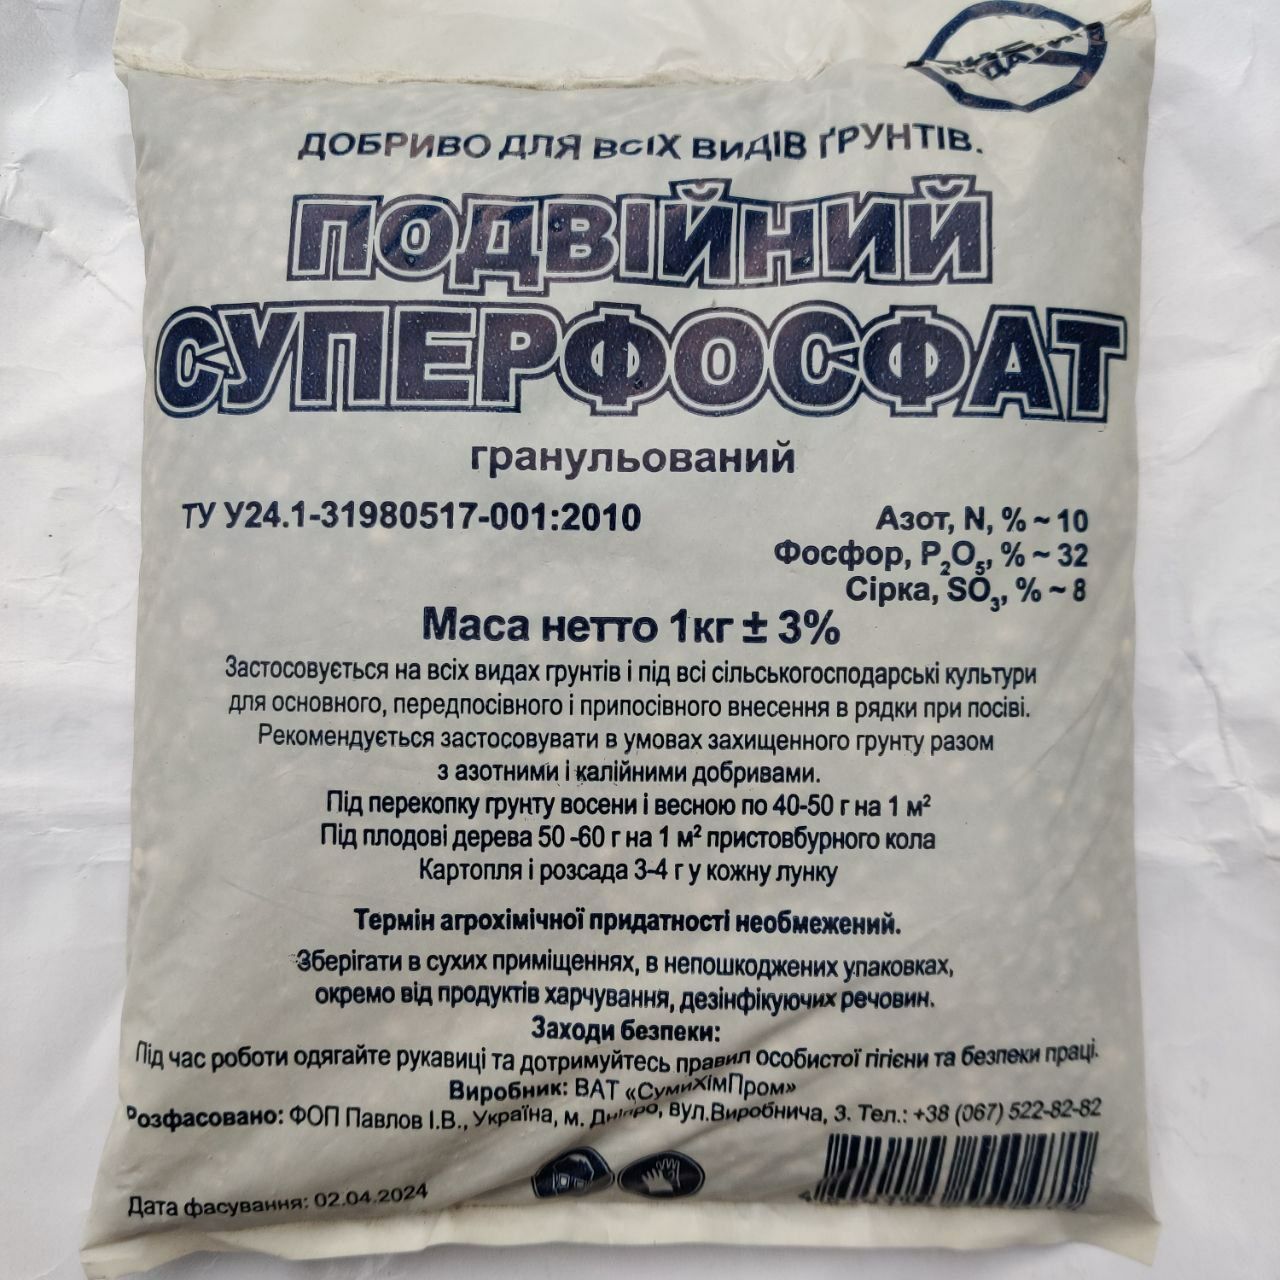 ДОБРИВО ДЛЯ ВСІХ ВИДІВ ҐРУНТІВ.
ПОДВІЙНИЙ
СУПЕРФОСФАТ
гранульований
ТУ У24.1-31980517-001:2010
Азот, N, % ~ 10
Фосфор, P₂O₅, % ~ 32
Сірка, SO₃, % ~ 8
Маса нетто 1кг ± 3%
Застосовується на всіх видах грунтів і під всі сільськогосподарські культури
для основного, передпосівного і припосівного внесення в рядки при посіві.
Рекомендується застосовувати в умовах захищенного грунту разом
з азотними і калійними добривами.
Під перекопку грунту восени і весною по 40-50 г на 1 м²
Під плодові дерева 50 -60 г на 1 м² пристовбурного кола
Картопля і розсада 3-4 г у кожну лунку
Термін агрохімічної придатності необмежений.
Зберігати в сухих приміщеннях, в непошкоджених упаковках,
окремо від продуктів харчування, дезінфікуючих речовин.
Заходи безпеки:
Під час роботи одягайте рукавиці та дотримуйтесь правил особистої гігієни та безпеки праці.
Виробник: ВАТ «СумиХімПром»
Розфасовано: ФОП Павлов І.В., Україна, м. Дніпро, вул.Виробнича, 3. Тел.: +38 (067) 522-82-82
Дата фасування: 02.04.2024